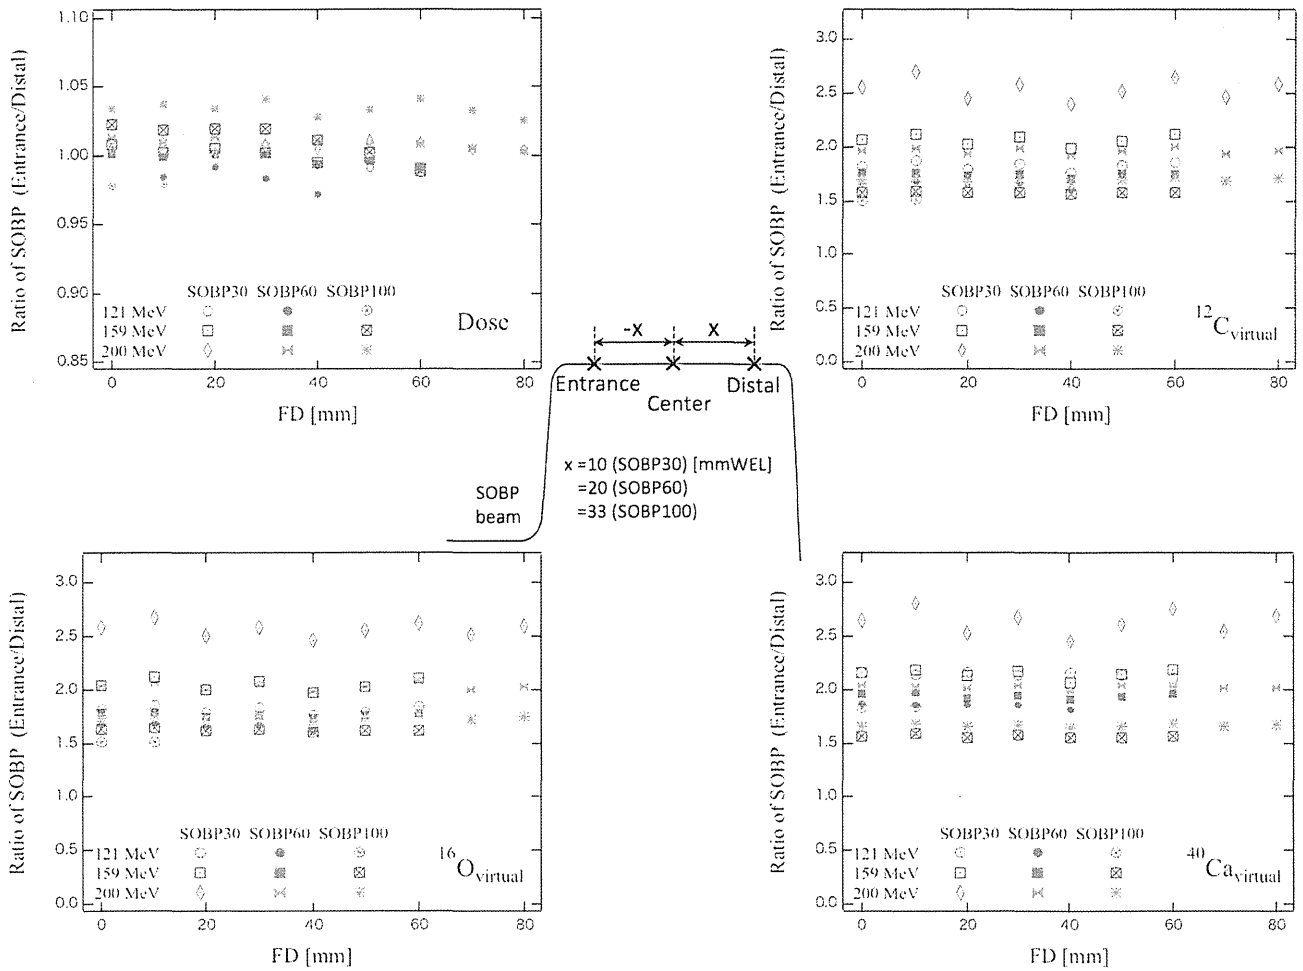 Ratio of SOBP (Entrance/Distal)
1.10
1.05
1.00
0.95
0.90
0.85
SOBP30 SOBP60 SOBP100
121 MeV
159 MeV
200 MeV
Dose
0 20 40 60 80
FD [mm]
Ratio of SOBP (Entrance/Distal)
3.0
2.5
2.0
1.5
1.0
0.5
0.0
SOBP30 SOBP60 SOBP100
121 MeV
159 MeV
200 MeV
12Cvirtual
0 20 40 60 80
FD [mm]
-x x
Entrance Distal
Center
x =10 (SOBP30) [mmWEL]
=20 (SOBP60)
=33 (SOBP100)
SOBP
beam
Ratio of SOBP (Entrance/Distal)
3.0
2.5
2.0
1.5
1.0
0.5
0.0
SOBP30 SOBP60 SOBP100
121 MeV
159 MeV
200 MeV
16Ovirtual
0 20 40 60 80
FD [mm]
Ratio of SOBP (Entrance/Distal)
3.0
2.5
2.0
1.5
1.0
0.5
0.0
SOBP30 SOBP60 SOBP100
121 MeV
159 MeV
200 MeV
40Cavirtual
0 20 40 60 80
FD [mm]